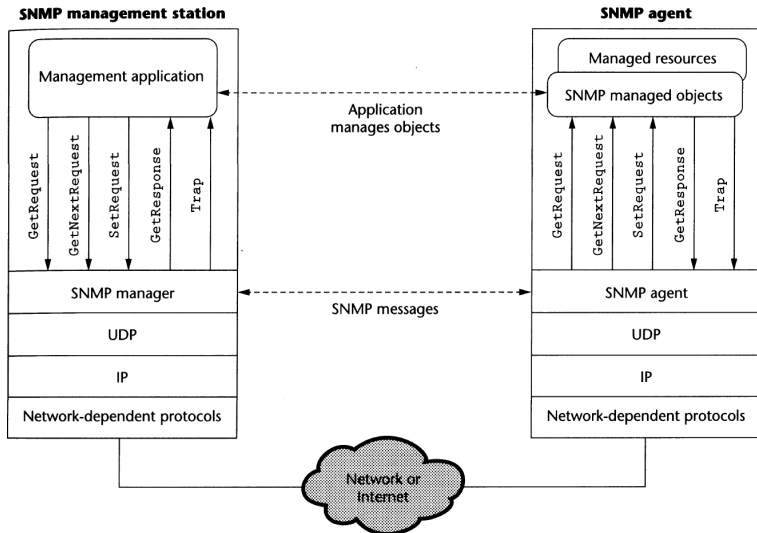 SNMP management station
SNMP agent
Management application
Managed resources
SNMP managed objects
Application
manages objects
GetRequest
GetNextRequest
SetRequest
GetResponse
Trap
GetRequest
GetNextRequest
SetRequest
GetResponse
Trap
SNMP manager
SNMP messages
SNMP agent
UDP
UDP
IP
IP
Network-dependent protocols
Network-dependent protocols
Network or
Internet